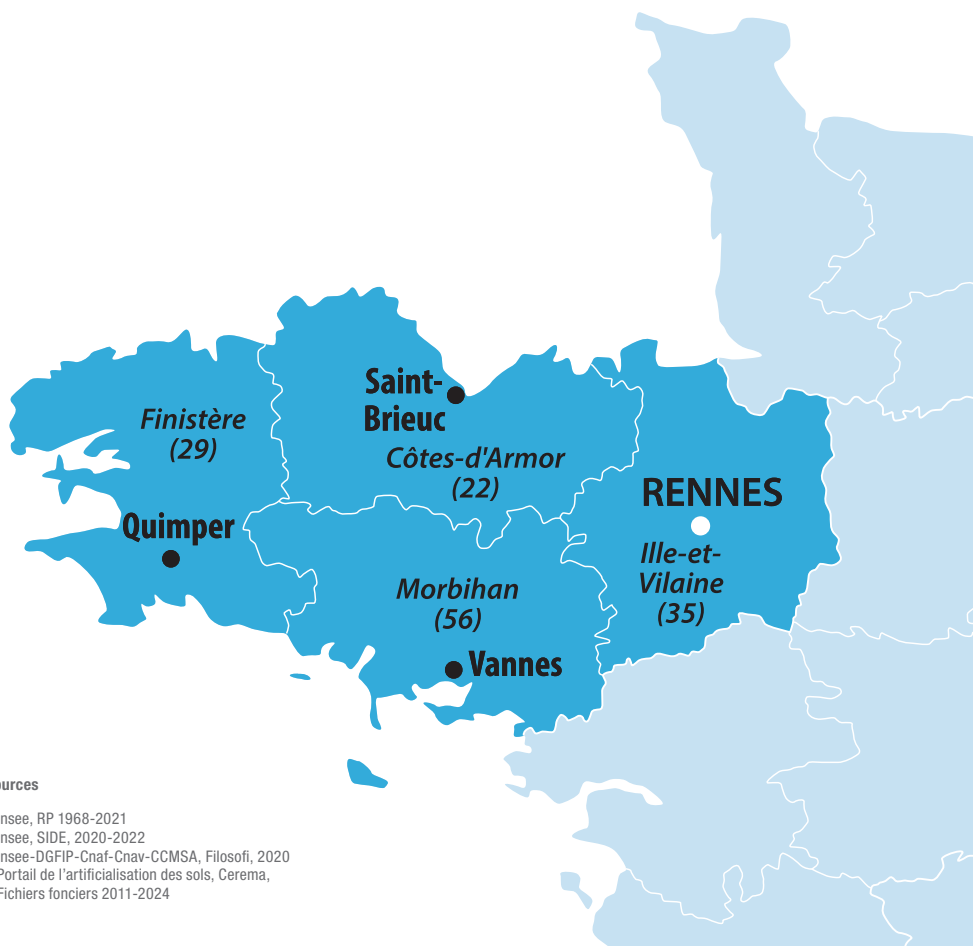 Saint-
Brieuc
Finistère
(29)
Côtes-d'Armor
(22)
RENNES
Quimper
Ille-et-
Vilaine
(35)
Morbihan
(56)
Vannes
ources
nsee, RP 1968-2021
nsee, SIDE, 2020-2022
nsee-DGFIP-Cnaf-Cnav-CCMSA, Filosofi, 2020
Portail de l’artificialisation des sols, Cerema,
Fichiers fonciers 2011-2024